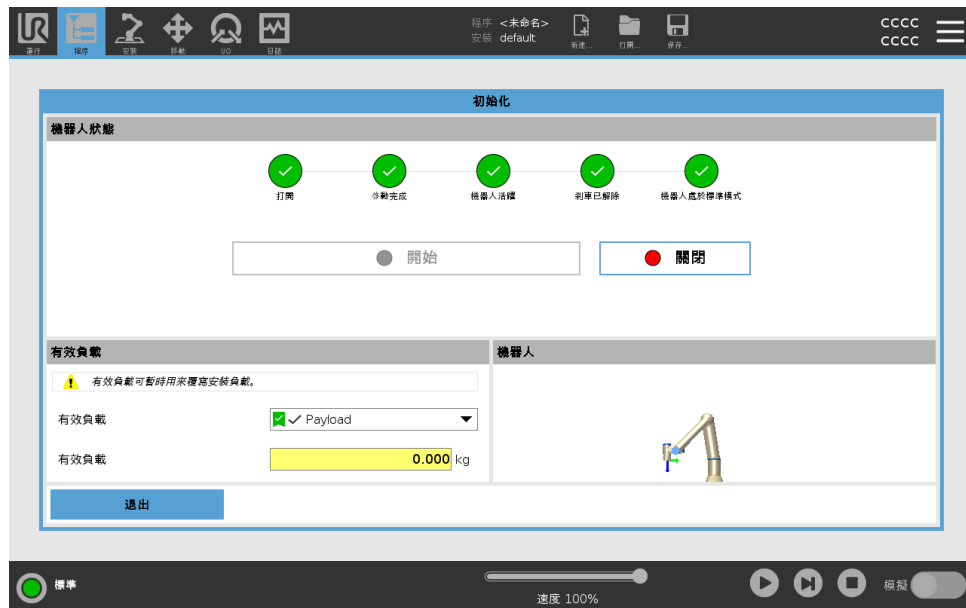 程序 <未命名>
安裝 default
cccc
cccc
運行 程序 安裝 移動 I/O 日誌 新建... 打開... 保存...
初始化
機器人狀態
打開 啓動完成 機器人活躍 刹車已解除 機器人處於標準模式
開始 關閉
有效負載 機器人
有效負載可暫時用來覆寫安裝負載。
有效負載 Payload
有效負載 0.000 kg
退出
標準
速度 100%
模擬